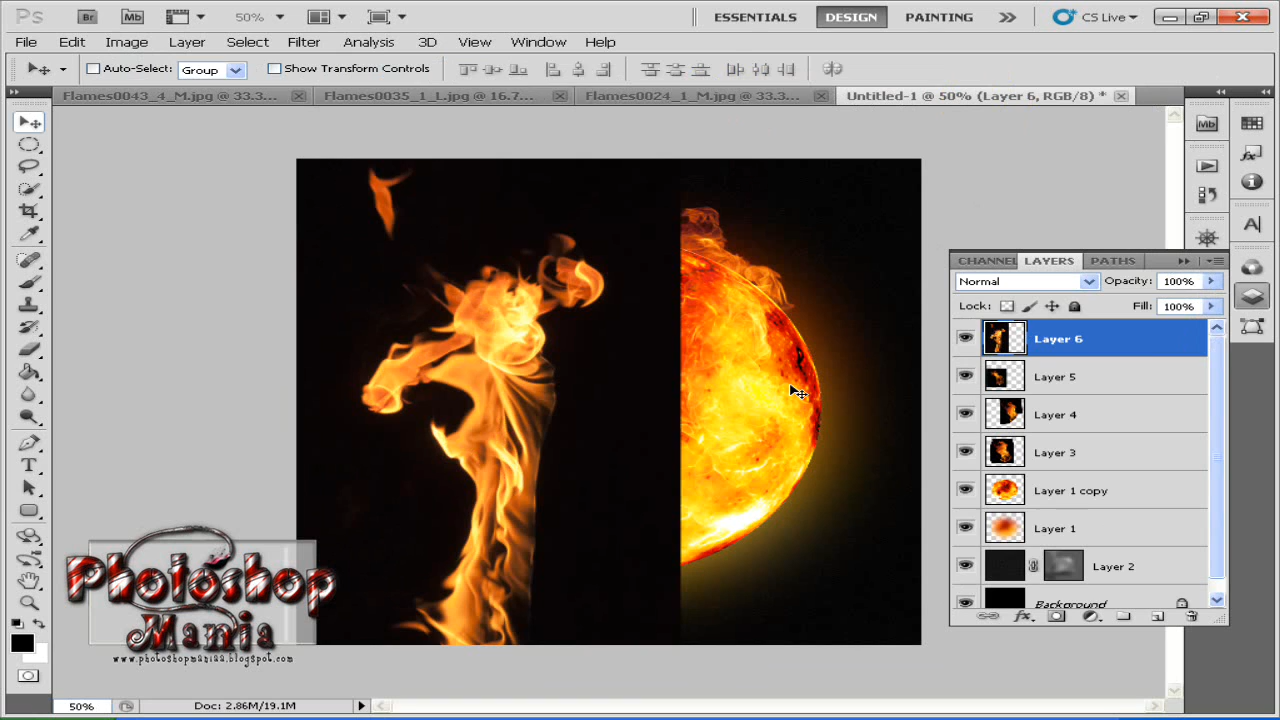 Ps Br Mb 50% ESSENTIALS DESIGN PAINTING CS Live
File Edit Image Layer Select Filter Analysis 3D View Window Help
Auto-Select: Group Show Transform Controls
Flames0043_4_M.jpg @ 33.3... Flames0035_1_L.jpg @ 16.7... Flames0024_1_M.jpg @ 33.3... Untitled-1 @ 50% (Layer 6, RGB/8) *
Mb
CHANNEL LAYERS PATHS
Normal Opacity: 100%
Lock: Fill: 100%
Layer 6
Layer 5
Layer 4
Layer 3
Layer 1 copy
Layer 1
Layer 2
Background
Photoshop
Mania
www.photoshopmaniaa.blogspot.com
50% Doc: 2.86M/19.1M